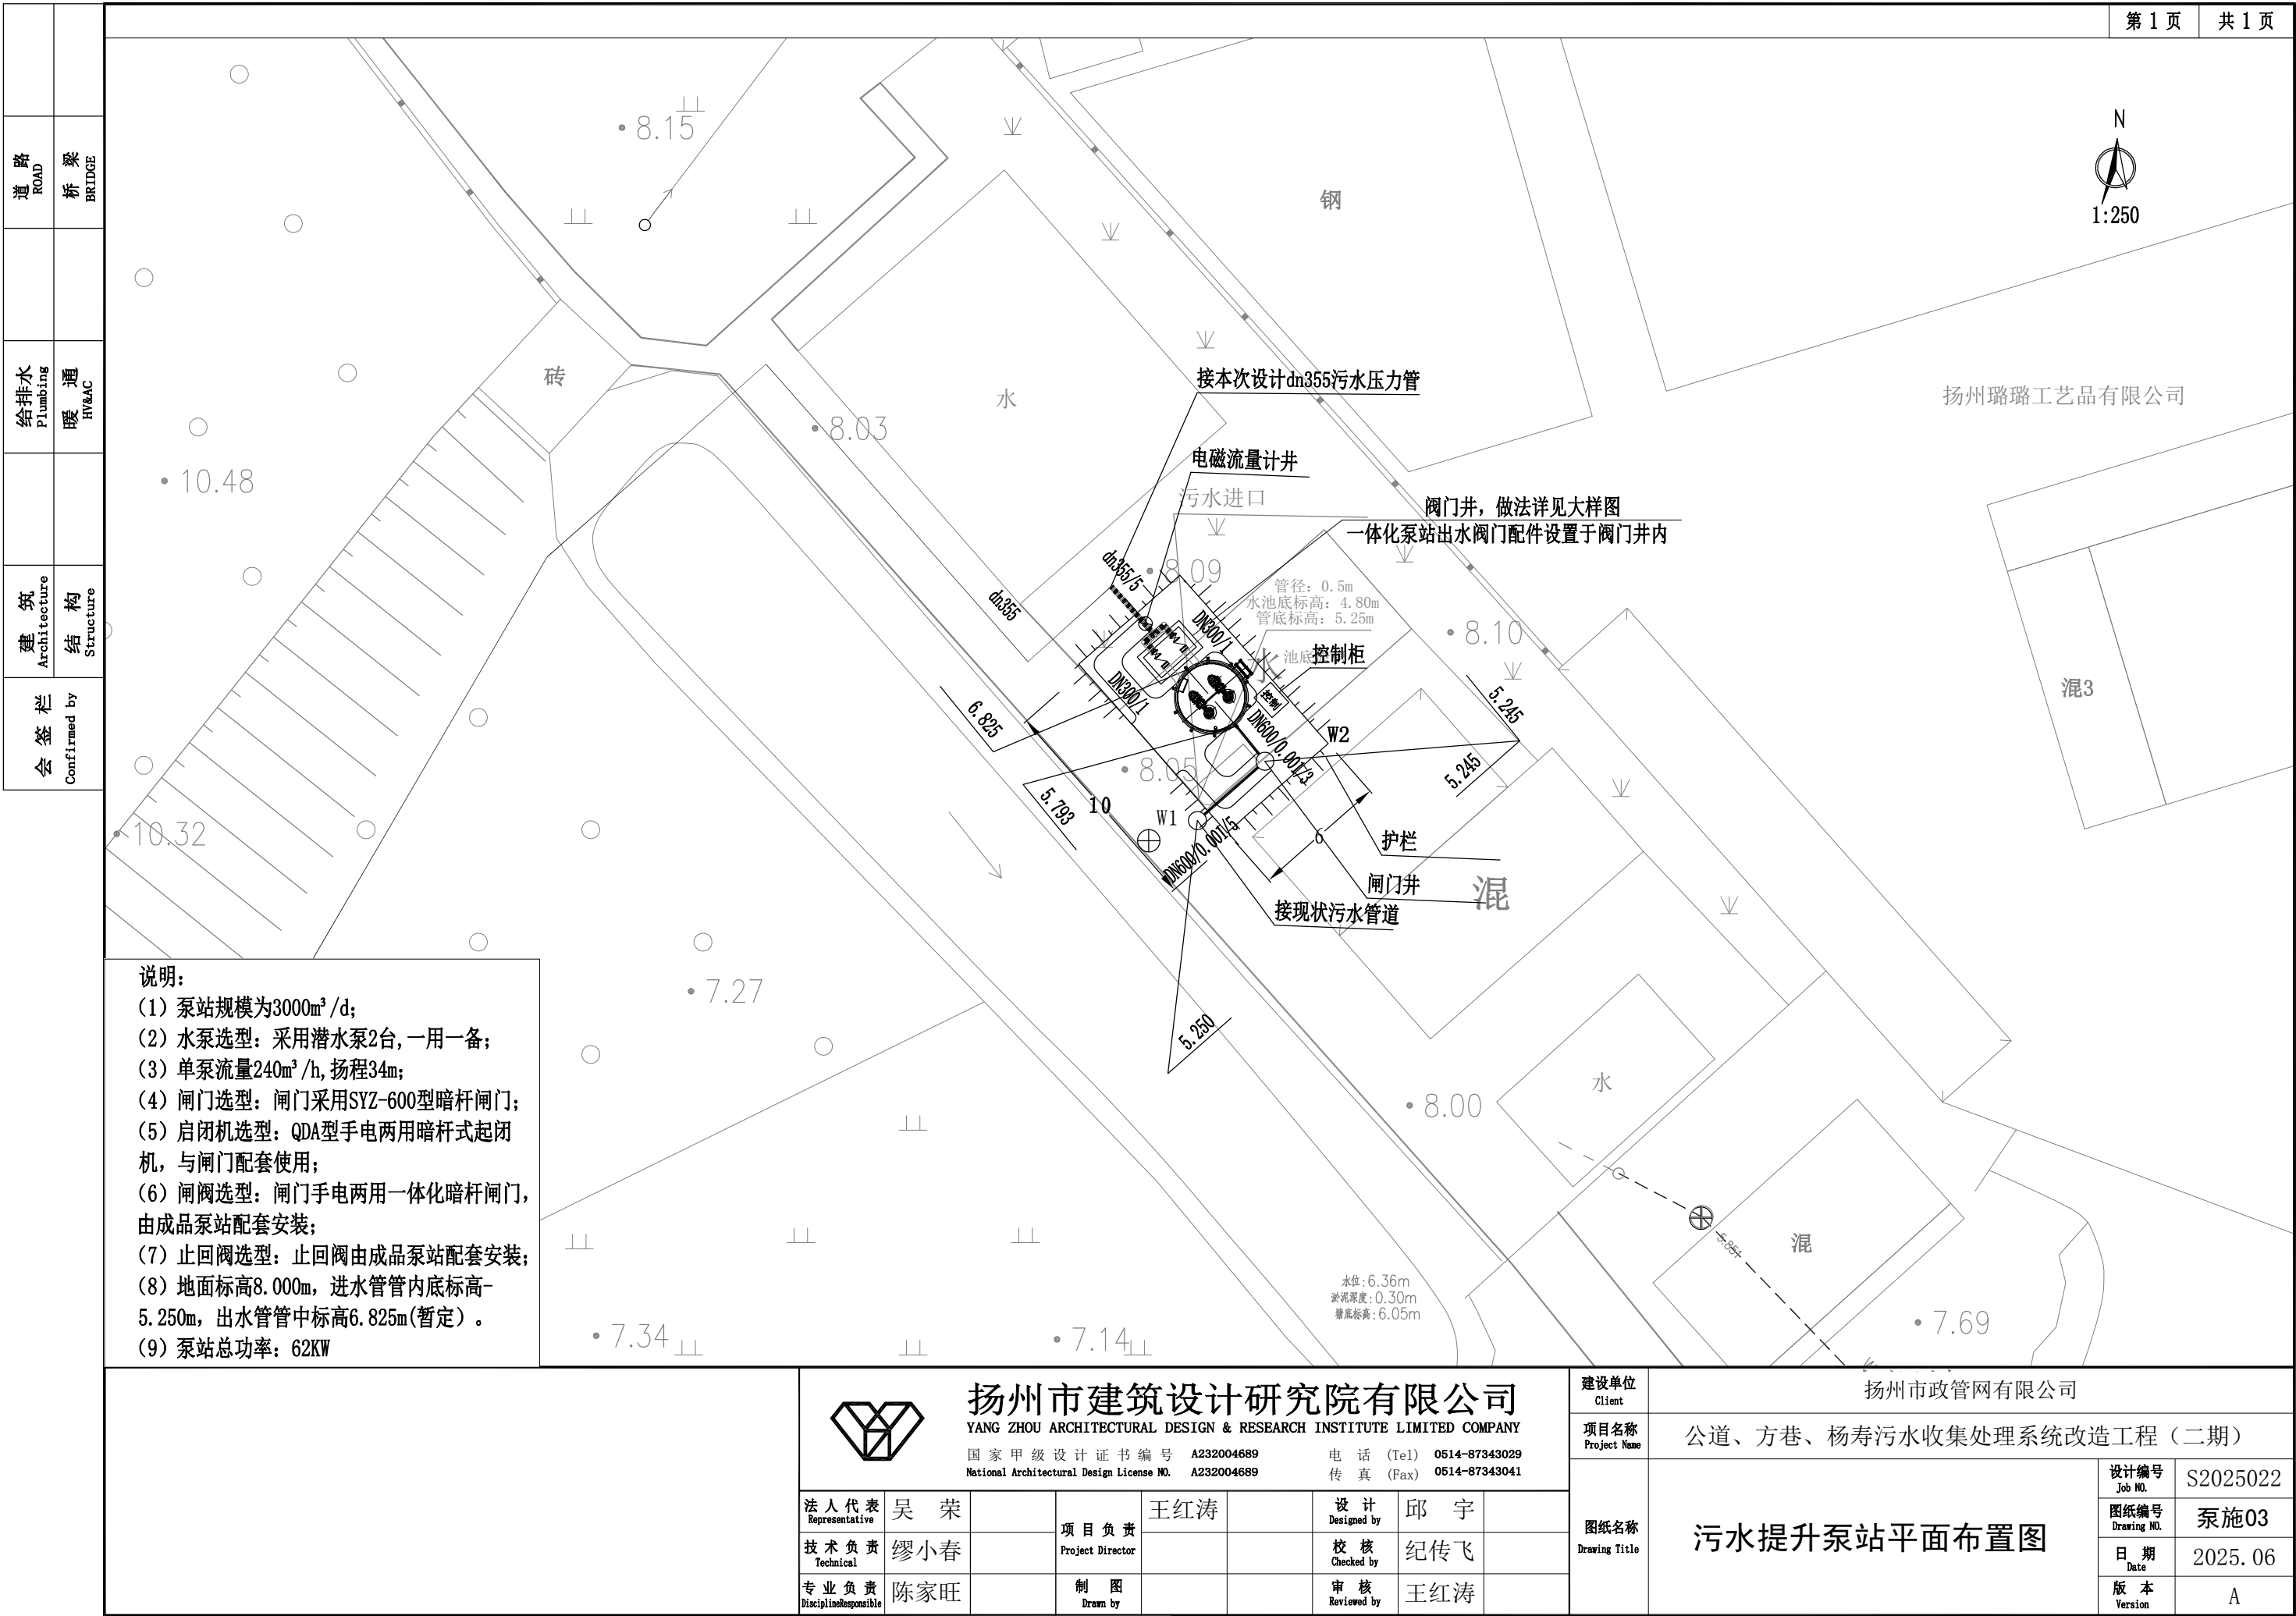 第 1 页
共 1 页
道 路
ROAD
桥 梁
BRIDGE
给排水
Plumbing
暖 通
HV&AC
建 筑
Architecture
结 构
Structure
会 签 栏
Confirmed by
N
1:250
8.15
钢
砖
水
8.03
10.48
10.32
接本次设计dn355污水压力管
电磁流量计井
污水进口
阀门井，做法详见大样图
一体化泵站出水阀门配件设置于阀门井内
扬州璐璐工艺品有限公司
dn355/5
dn355
8.09
管径：0.5m
水池底标高：4.80m
管底标高：5.25m
DN300/1
水
池底
控制柜
8.10
混3
DN300/1
控制
6.825
5.245
DN600/0.001/3
W2
5.245
8.05
5.793
10
W1
6
DN600/0.001/5
护栏
闸门井
混
接现状污水管道
7.27
5.250
8.00
水
混
5.851
7.69
水位:6.36m
淤泥深度:0.30m
塘底标高:6.05m
7.34
7.14
说明：
（1）泵站规模为3000m³/d；
（2）水泵选型：采用潜水泵2台,一用一备；
（3）单泵流量240m³/h,扬程34m；
（4）闸门选型：闸门采用SYZ-600型暗杆闸门；
（5）启闭机选型：QDA型手电两用暗杆式起闭
机，与闸门配套使用；
（6）闸阀选型：闸门手电两用一体化暗杆闸门，
由成品泵站配套安装；
（7）止回阀选型：止回阀由成品泵站配套安装；
（8）地面标高8.000m，进水管管内底标高-
5.250m，出水管管中标高6.825m(暂定）。
（9）泵站总功率：62KW
扬州市建筑设计研究院有限公司
YANG ZHOU ARCHITECTURAL DESIGN & RESEARCH INSTITUTE LIMITED COMPANY
国家甲级设计证书编号 A232004689 电 话 (Tel) 0514-87343029
National Architectural Design License NO. A232004689 传 真 (Fax) 0514-87343041
法人代表 吴 荣 王红涛 设 计 邱 宇
Representative Designed by
项目负责
Project Director
技术负责 缪小春 校 核 纪传飞
Technical Checked by
专业负责 陈家旺 制 图 审 核 王红涛
DisciplineResponsible Drawn by Reviewed by
建设单位 扬州市政管网有限公司
Client
项目名称 公道、方巷、杨寿污水收集处理系统改造工程（二期）
Project Name
图纸名称 污水提升泵站平面布置图
Drawing Title
设计编号 S2025022
Job NO.
图纸编号 泵施03
Drawing NO.
日 期 2025.06
Date
版 本 A
Version